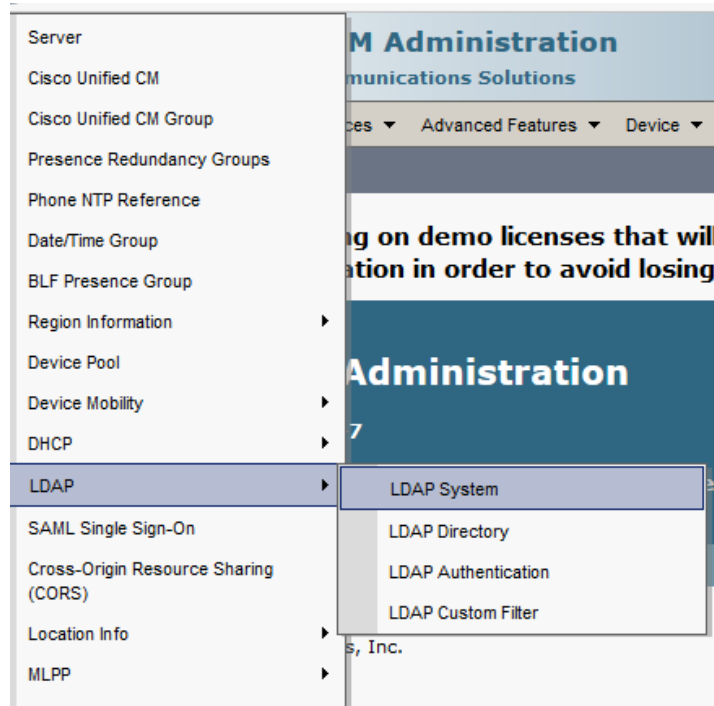 Server
Cisco Unified CM
Cisco Unified CM Group
Presence Redundancy Groups
Phone NTP Reference
Date/Time Group
BLF Presence Group
Region Information
Device Pool
Device Mobility
DHCP
LDAP
SAML Single Sign-On
Cross-Origin Resource Sharing
(CORS)
Location Info
MLPP
LDAP System
LDAP Directory
LDAP Authentication
LDAP Custom Filter
M Administration
munications Solutions
ces Advanced Features Device
ng on demo licenses that will
ation in order to avoid losing
Administration
7
s, Inc.